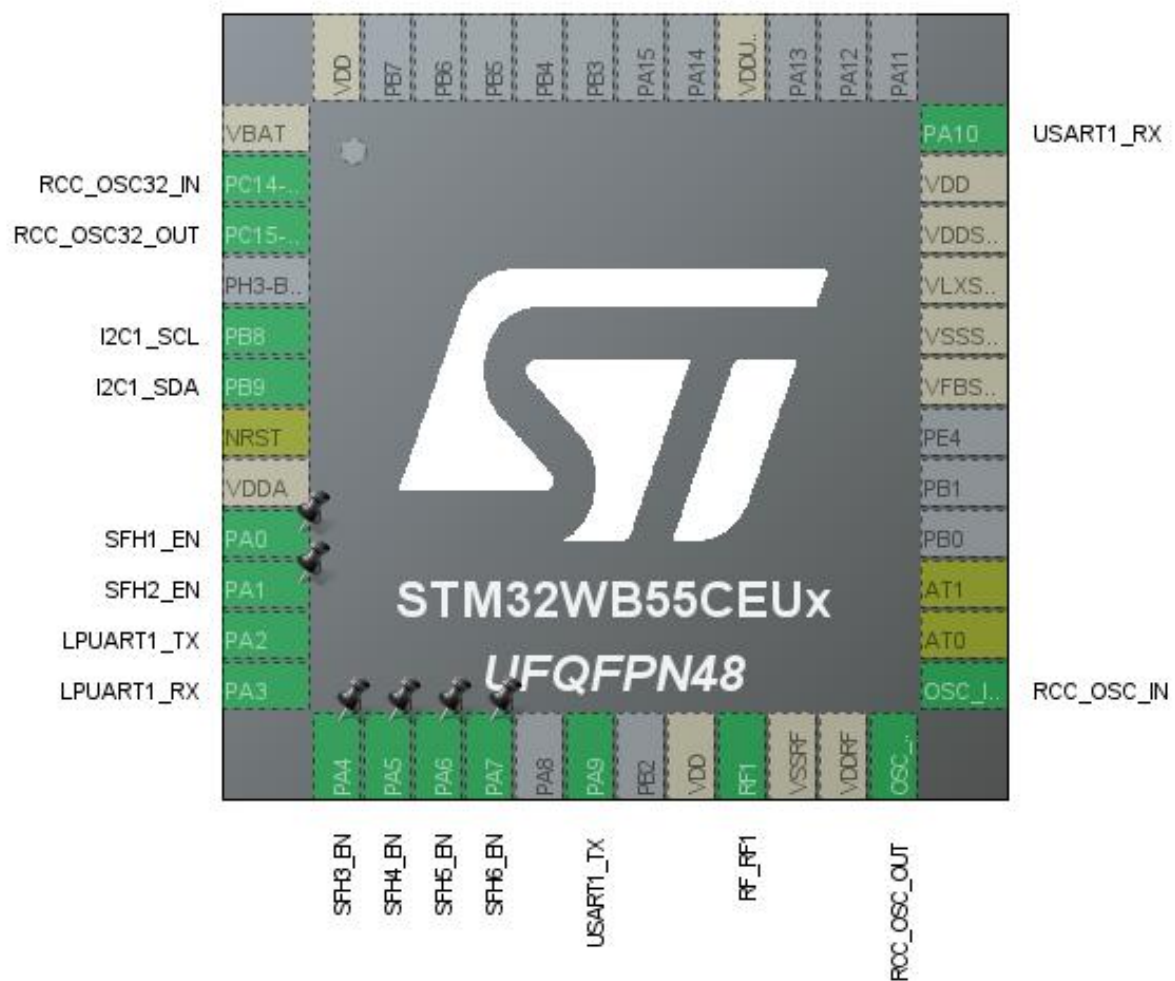 VDD
PB7
PB6
PB5
PB4
PB3
PA15
PA14
VDDU..
PA13
PA12
PA11
VBAT
RCC_OSC32_IN PC14-..
RCC_OSC32_OUT PC15-..
PH3-B..
I2C1_SCL PB8
I2C1_SDA PB9
NRST
VDDA
SFH1_EN PA0
SFH2_EN PA1
LPUART1_TX PA2
LPUART1_RX PA3
ST
STM32WB55CEUx
UFQFPN48
PA10 USART1_RX
VDD
VDDS..
VLXS..
VSSS..
VFBS..
PE4
PB1
PB0
AT1
AT0
OSC_I.. RCC_OSC_IN
PA4
PA5
PA6
PA7
PA8
PA9
PB2
VDD
RF1
VSSRF
VDDRF
OSC_..
SFH3_EN
SFH4_EN
SFH5_EN
SFH6_EN
USART1_TX
RF_RF1
RCC_OSC_OUT